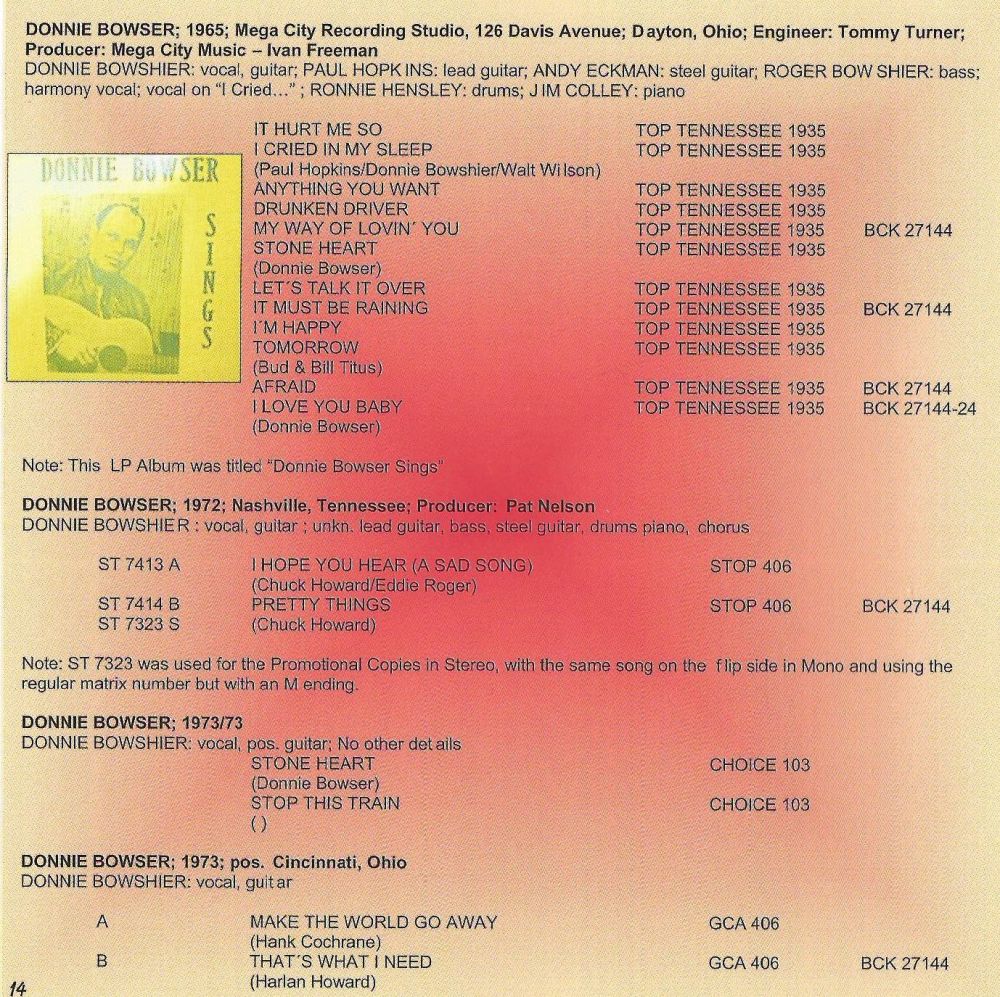 DONNIE BOWSER; 1965; Mega City Recording Studio, 126 Davis Avenue; Dayton, Ohio; Engineer: Tommy Turner;
Producer: Mega City Music – Ivan Freeman
DONNIE BOWSHIER: vocal, guitar; PAUL HOPKINS: lead guitar; ANDY ECKMAN: steel guitar; ROGER BOWSHIER: bass;
harmony vocal; vocal on “I Cried...” ; RONNIE HENSLEY: drums; JIM COLLEY: piano
IT HURT ME SO TOP TENNESSEE 1935
I CRIED IN MY SLEEP TOP TENNESSEE 1935
(Paul Hopkins/Donnie Bowshier/Walt Wilson)
ANYTHING YOU WANT TOP TENNESSEE 1935
DRUNKEN DRIVER TOP TENNESSEE 1935
MY WAY OF LOVIN´ YOU TOP TENNESSEE 1935 BCK 27144
STONE HEART TOP TENNESSEE 1935
(Donnie Bowser)
LET´S TALK IT OVER TOP TENNESSEE 1935
IT MUST BE RAINING TOP TENNESSEE 1935 BCK 27144
I´M HAPPY TOP TENNESSEE 1935
TOMORROW TOP TENNESSEE 1935
(Bud & Bill Titus)
AFRAID TOP TENNESSEE 1935 BCK 27144
I LOVE YOU BABY TOP TENNESSEE 1935 BCK 27144-24
(Donnie Bowser)
DONNIE BOWSER
SINGS
Note: This LP Album was titled “Donnie Bowser Sings”
DONNIE BOWSER; 1972; Nashville, Tennessee; Producer: Pat Nelson
DONNIE BOWSHIER : vocal, guitar ; unkn. lead guitar, bass, steel guitar, drums piano, chorus
ST 7413 A I HOPE YOU HEAR (A SAD SONG) STOP 406
(Chuck Howard/Eddie Roger)
ST 7414 B PRETTY THINGS STOP 406 BCK 27144
ST 7323 S (Chuck Howard)
Note: ST 7323 was used for the Promotional Copies in Stereo, with the same song on the flip side in Mono and using the
regular matrix number but with an M ending.
DONNIE BOWSER; 1973/73
DONNIE BOWSHIER: vocal, pos. guitar; No other details
STONE HEART CHOICE 103
(Donnie Bowser)
STOP THIS TRAIN CHOICE 103
( )
DONNIE BOWSER; 1973; pos. Cincinnati, Ohio
DONNIE BOWSHIER: vocal, guitar
A MAKE THE WORLD GO AWAY GCA 406
(Hank Cochrane)
B THAT´S WHAT I NEED GCA 406 BCK 27144
(Harlan Howard)
14